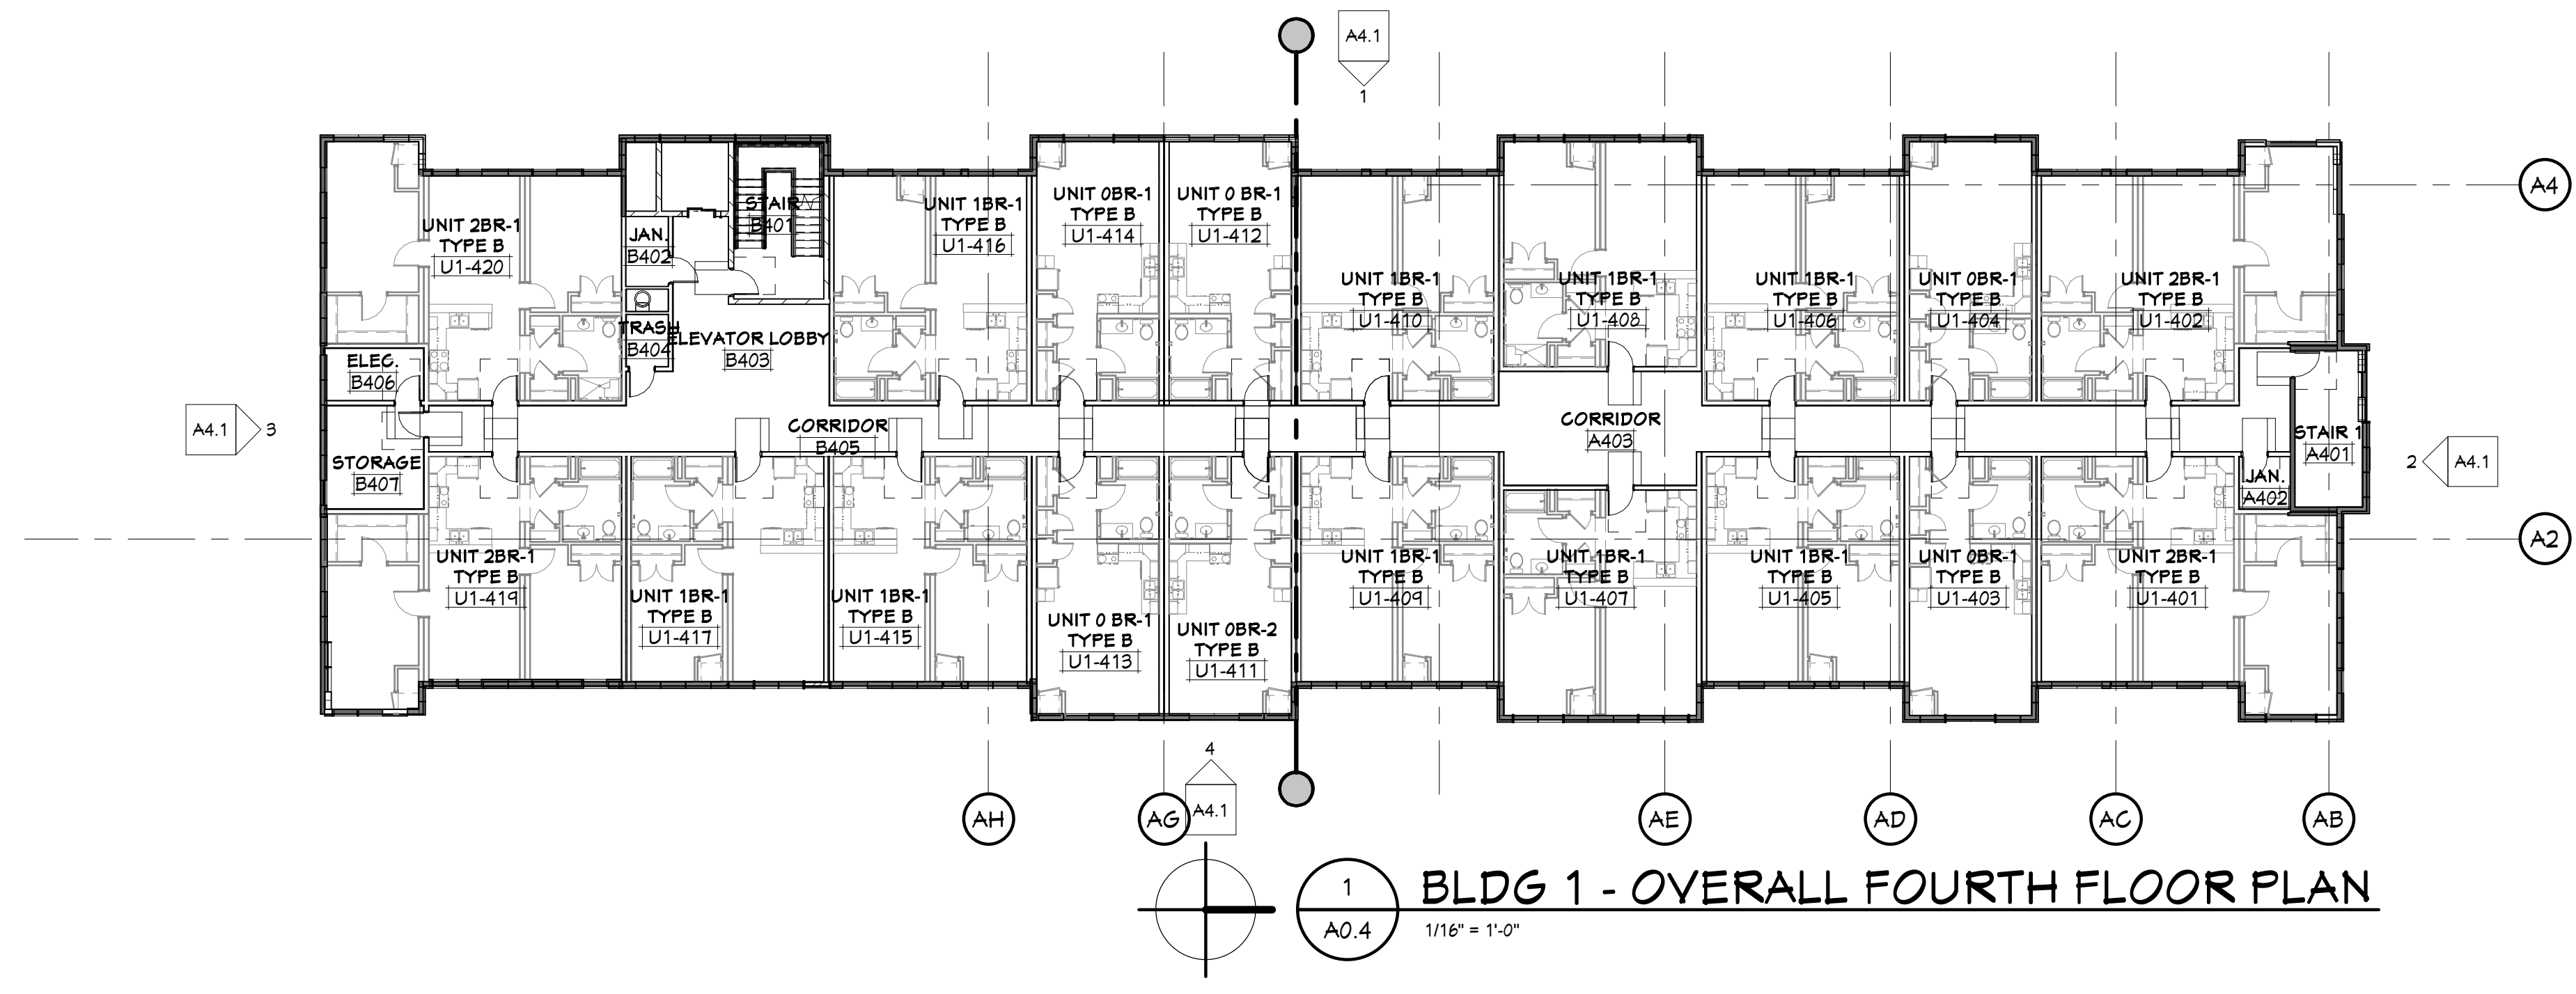 A4.1
1
A4
UNIT 2BR-1
TYPE B
U1-420
JAN.
B402
STAIR
B401
UNIT 1BR-1
TYPE B
U1-416
UNIT 0BR-1
TYPE B
U1-414
UNIT 0 BR-1
TYPE B
U1-412
UNIT 1BR-1
TYPE B
U1-410
UNIT 1BR-1
TYPE B
U1-408
UNIT 1BR-1
TYPE B
U1-406
UNIT 0BR-1
TYPE B
U1-404
UNIT 2BR-1
TYPE B
U1-402
TRASH
B404
ELEVATOR LOBBY
B403
ELEC.
B406
A4.1
3
CORRIDOR
B405
CORRIDOR
A403
STAIR 1
A401
2
A4.1
STORAGE
B407
JAN.
A402
A2
UNIT 2BR-1
TYPE B
U1-419
UNIT 1BR-1
TYPE B
U1-417
UNIT 1BR-1
TYPE B
U1-415
UNIT 0 BR-1
TYPE B
U1-413
UNIT 0BR-2
TYPE B
U1-411
UNIT 1BR-1
TYPE B
U1-409
UNIT 1BR-1
TYPE B
U1-407
UNIT 1BR-1
TYPE B
U1-405
UNIT 0BR-1
TYPE B
U1-403
UNIT 2BR-1
TYPE B
U1-401
4
A4.1
AH
AG
AE
AD
AC
AB
1
A0.4
BLDG 1 - OVERALL FOURTH FLOOR PLAN
1/16" = 1'-0"